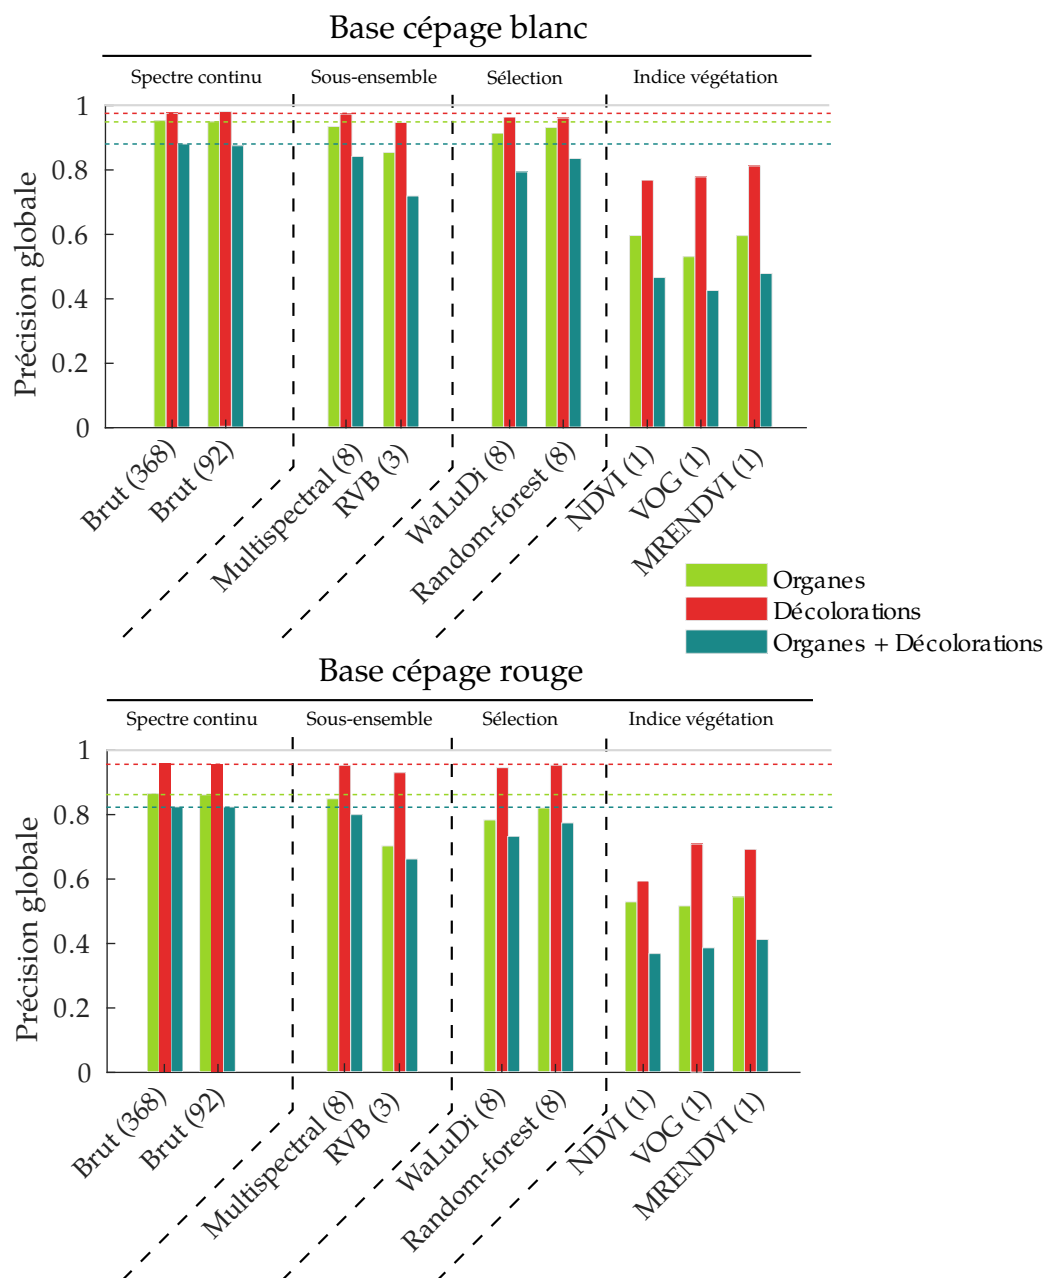 Base cépage blanc
Spectre continu
Sous-ensemble
Sélection
Indice végétation
Précision globale
1
0.8
0.6
0.4
0.2
0
Brut (368)
Brut (92)
Multispectral (8)
RVB (3)
WaLuDi (8)
Random-forest (8)
NDVI (1)
VOG (1)
MRENDVI (1)
Organes
Décolorations
Organes + Décolorations
Base cépage rouge
Spectre continu
Sous-ensemble
Sélection
Indice végétation
Précision globale
1
0.8
0.6
0.4
0.2
0
Brut (368)
Brut (92)
Multispectral (8)
RVB (3)
WaLuDi (8)
Random-forest (8)
NDVI (1)
VOG (1)
MRENDVI (1)